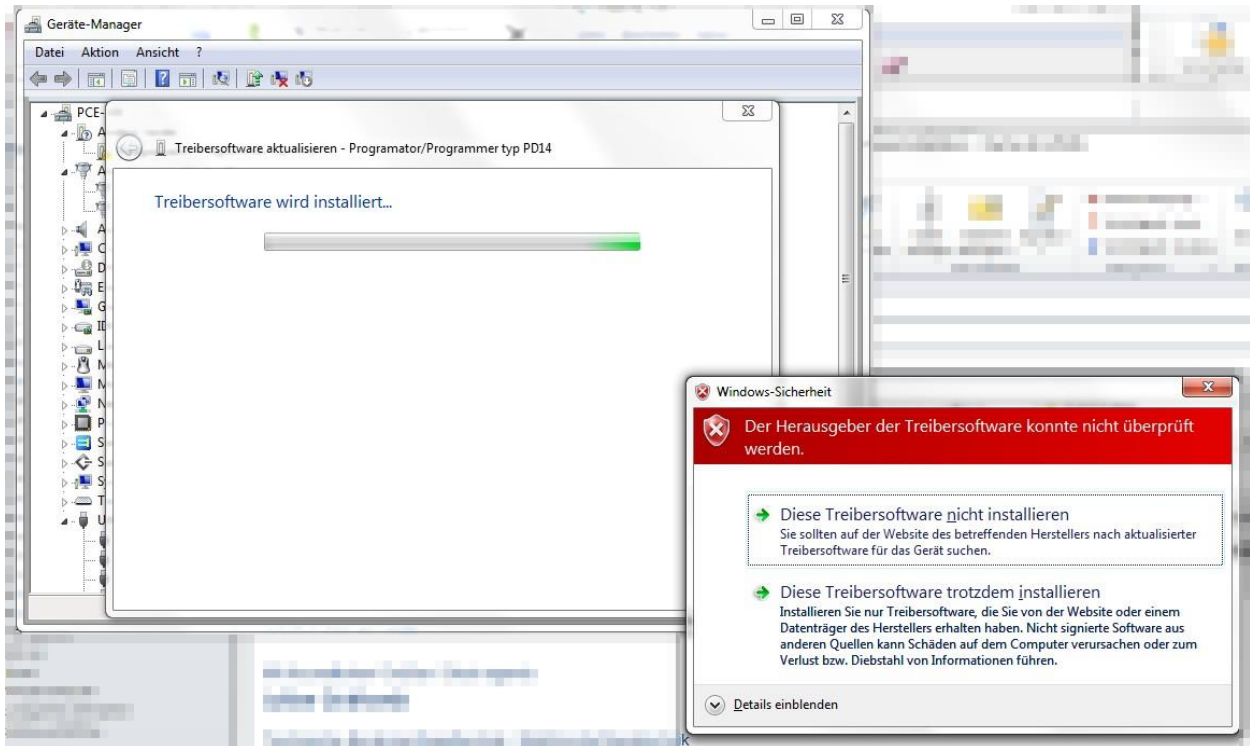 Geräte-Manager
Datei Aktion Ansicht ?
PCE-
A
A
A
C
D
E
G
ID
L
M
M
N
P
S
S
Sy
T
U
Treibersoftware aktualisieren - Programator/Programmer typ PD14
Treibersoftware wird installiert...
Windows-Sicherheit
Der Herausgeber der Treibersoftware konnte nicht überprüft
werden.
Diese Treibersoftware nicht installieren
Sie sollten auf der Website des betreffenden Herstellers nach aktualisierter
Treibersoftware für das Gerät suchen.
Diese Treibersoftware trotzdem installieren
Installieren Sie nur Treibersoftware, die Sie von der Website oder einem
Datenträger des Herstellers erhalten haben. Nicht signierte Software aus
anderen Quellen kann Schäden auf dem Computer verursachen oder zum
Verlust bzw. Diebstahl von Informationen führen.
Details einblenden